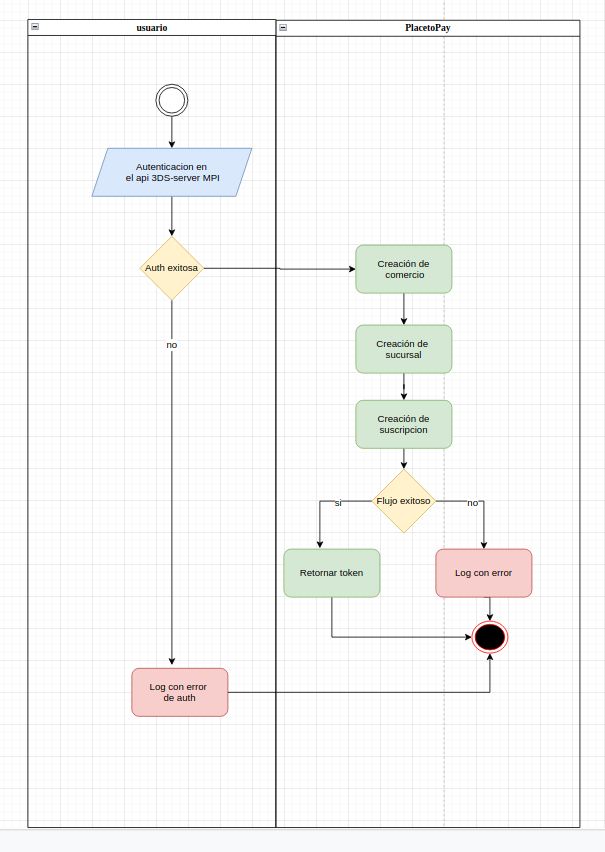 usuario
PlacetoPay
Autenticacion en
el api 3DS-server MPI
Auth exitosa
Creación de
comercio
no
Creación de
sucursal
Creación de
suscripcion
Flujo exitoso
si
no
Retornar token
Log con error
Log con error
de auth